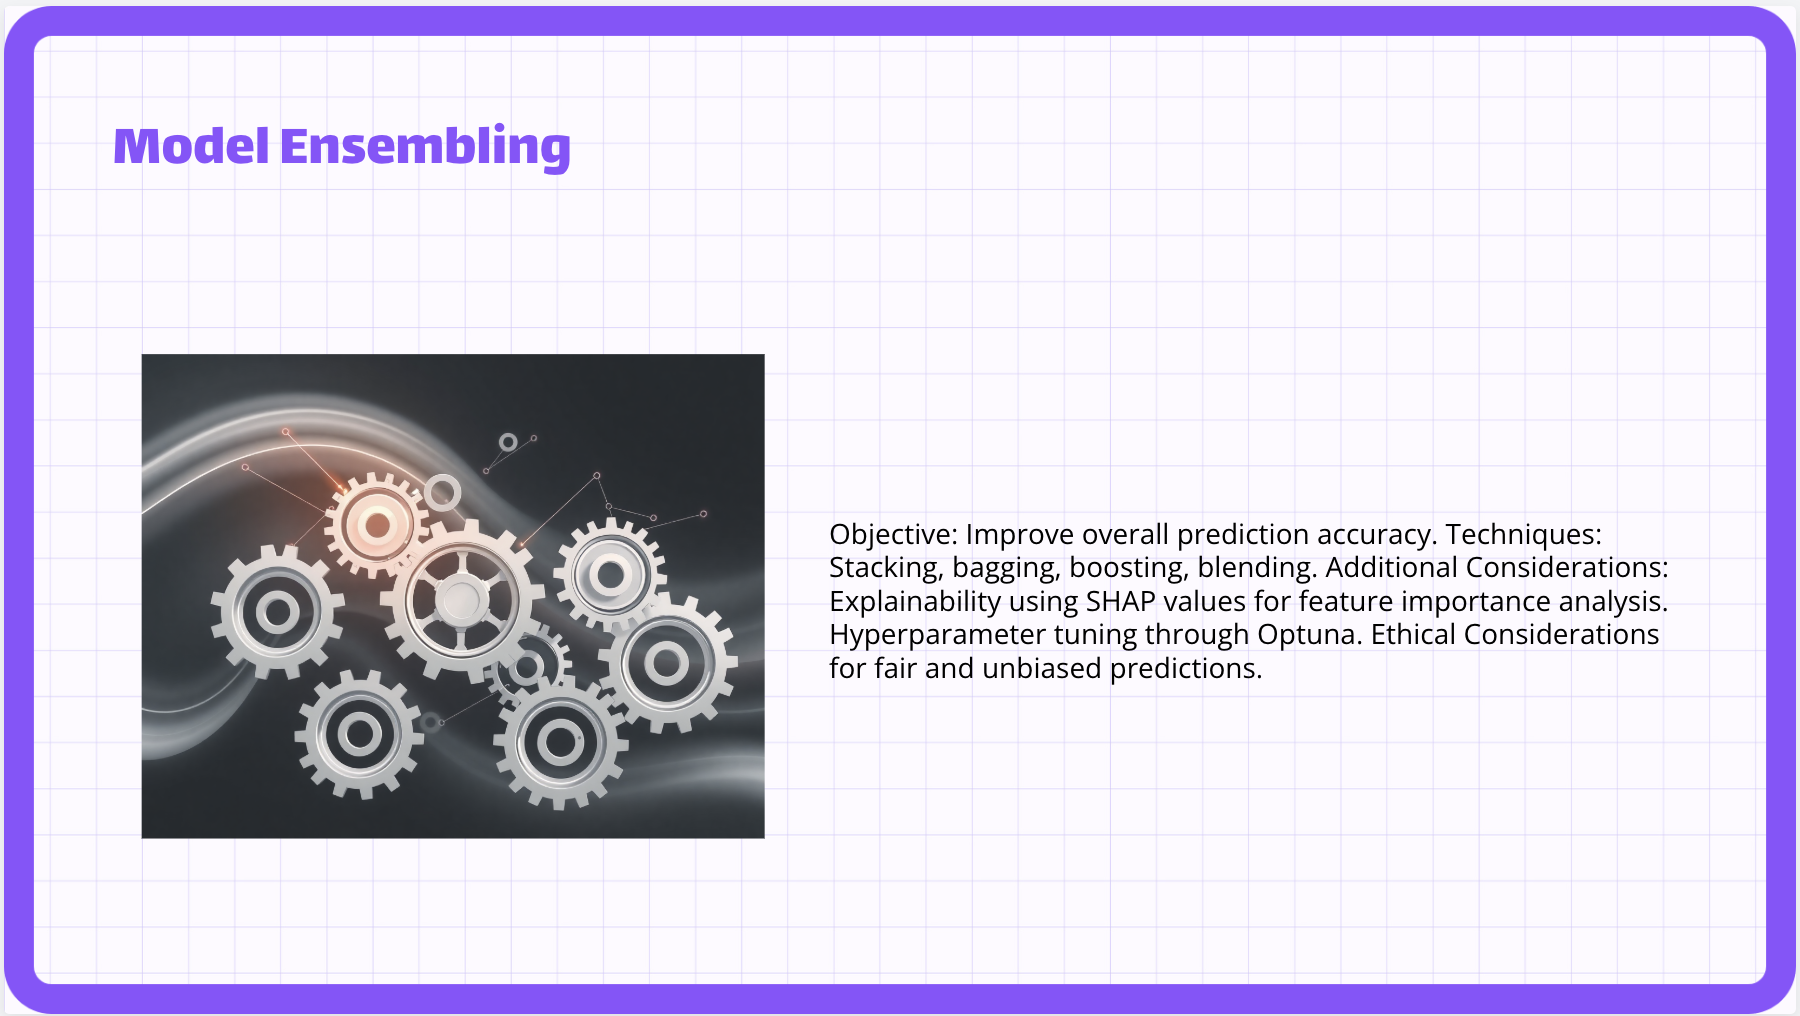 Model Ensembling
Objective: Improve overall prediction accuracy. Techniques:
Stacking, bagging, boosting, blending. Additional Considerations:
Explainability using SHAP values for feature importance analysis.
Hyperparameter tuning through Optuna. Ethical Considerations
for fair and unbiased predictions.